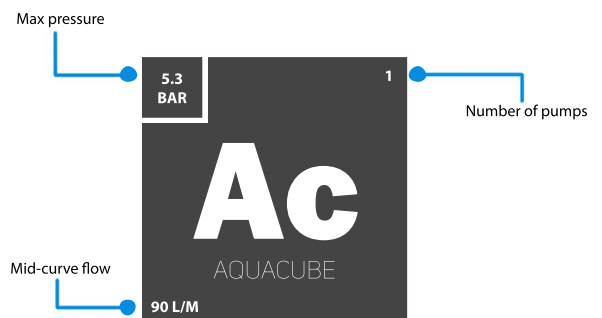 Max pressure
5.3
BAR
1
Number of pumps
Ac
AQUACUBE
Mid-curve flow
90 L/M